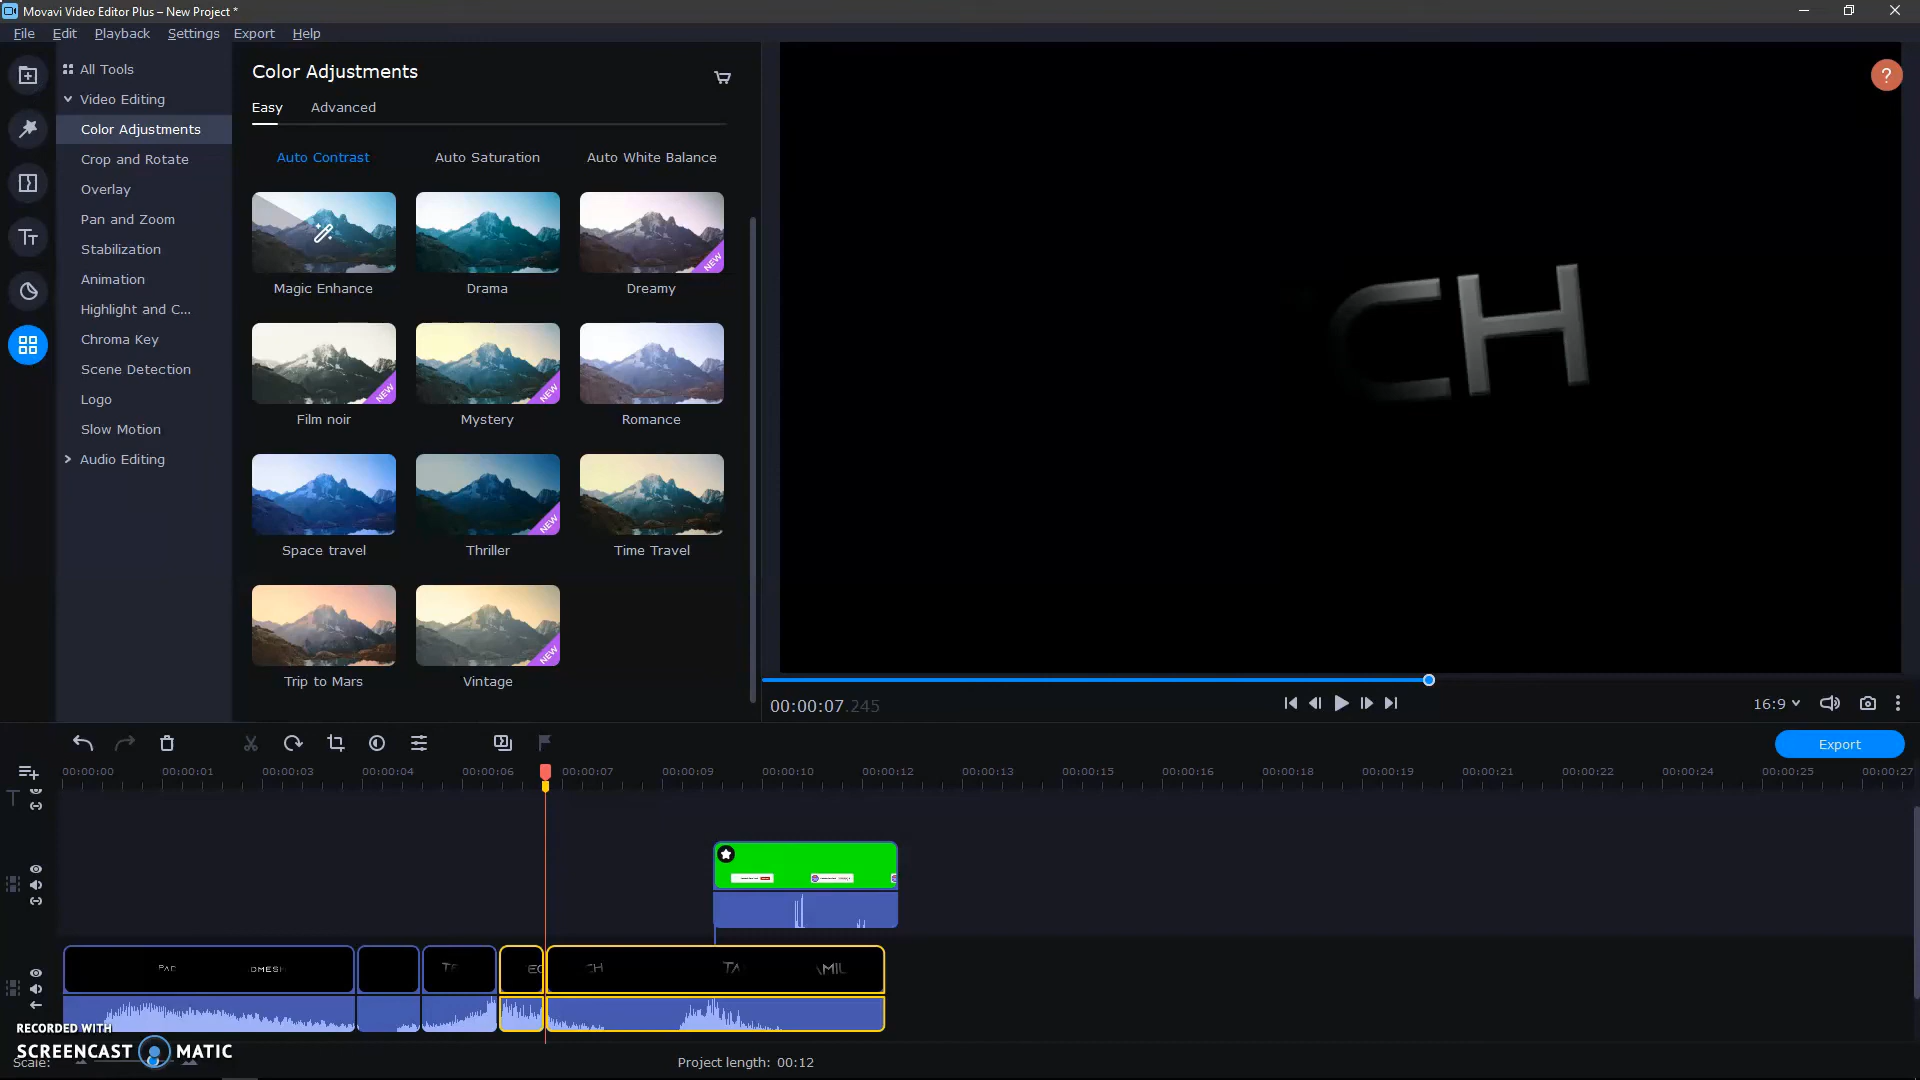 Movavi Video Editor Plus – New Project *
File Edit Playback Settings Export Help
All Tools
Video Editing
Color Adjustments
Crop and Rotate
Overlay
Pan and Zoom
Stabilization
Animation
Highlight and C...
Chroma Key
Scene Detection
Logo
Slow Motion
Audio Editing
Color Adjustments
Easy Advanced
Auto Contrast Auto Saturation Auto White Balance
NEW
Magic Enhance Drama Dreamy
NEW NEW
Film noir Mystery Romance
NEW
Space travel Thriller Time Travel
NEW
Trip to Mars Vintage
?
CH
00:00:07.245
16:9
Export
00:00:00 00:00:01 00:00:03 00:00:04 00:00:06 00:00:07 00:00:09 00:00:10 00:00:12 00:00:13 00:00:15 00:00:16 00:00:18 00:00:19 00:00:21 00:00:22 00:00:24 00:00:25 00:00:27
CH TA
RECORDED WITH
SCREENCAST MATIC
Scale:
Project length: 00:12